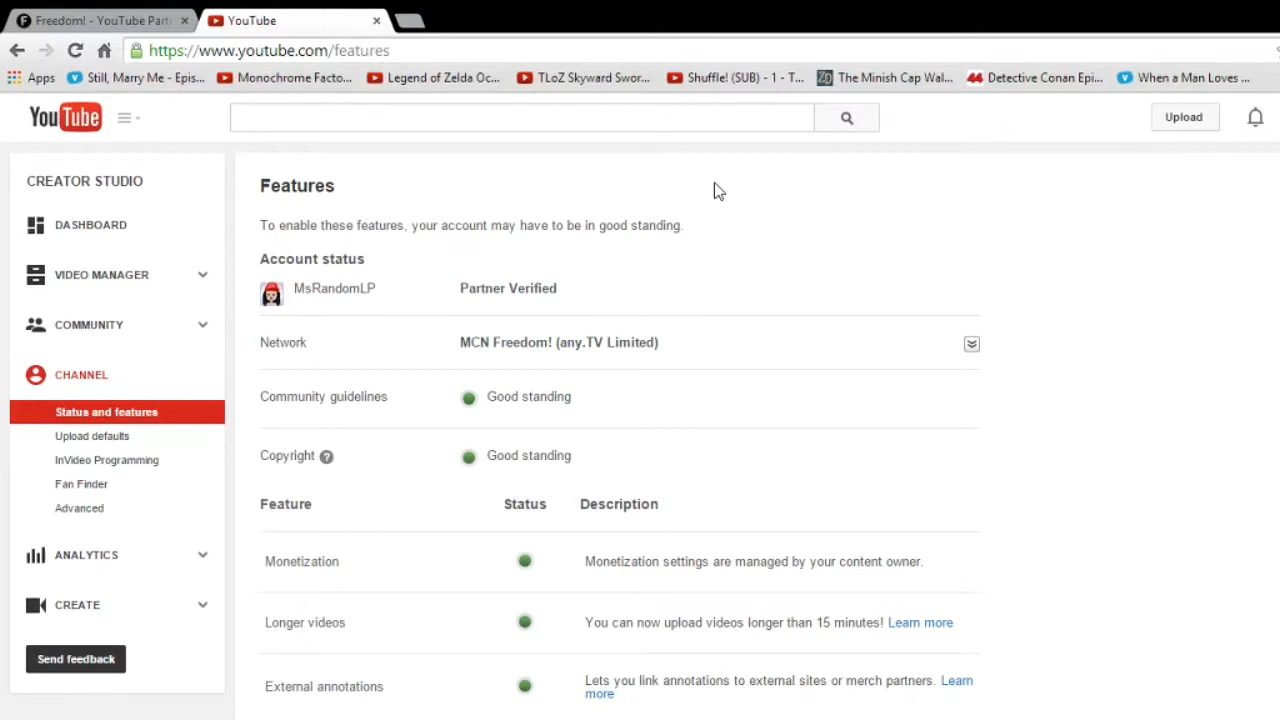 Freedom! - YouTube Part
YouTube
https://www.youtube.com/features
Apps
Still, Marry Me - Epis...
Monochrome Facto...
Legend of Zelda Oc...
TLoZ Skyward Swor...
Shuffle! (SUB) - 1 - T...
The Minish Cap Wal...
Detective Conan Epi...
When a Man Loves ...
YouTube
Upload
CREATOR STUDIO
DASHBOARD
VIDEO MANAGER
COMMUNITY
CHANNEL
Status and features
Upload defaults
InVideo Programming
Fan Finder
Advanced
ANALYTICS
CREATE
Send feedback
Features
To enable these features, your account may have to be in good standing.
Account status
MsRandomLP Partner Verified
Network MCN Freedom! (any.TV Limited)
Community guidelines Good standing
Copyright ? Good standing
Feature Status Description
Monetization Monetization settings are managed by your content owner.
Longer videos You can now upload videos longer than 15 minutes! Learn more
External annotations Lets you link annotations to external sites or merch partners. Learn
more